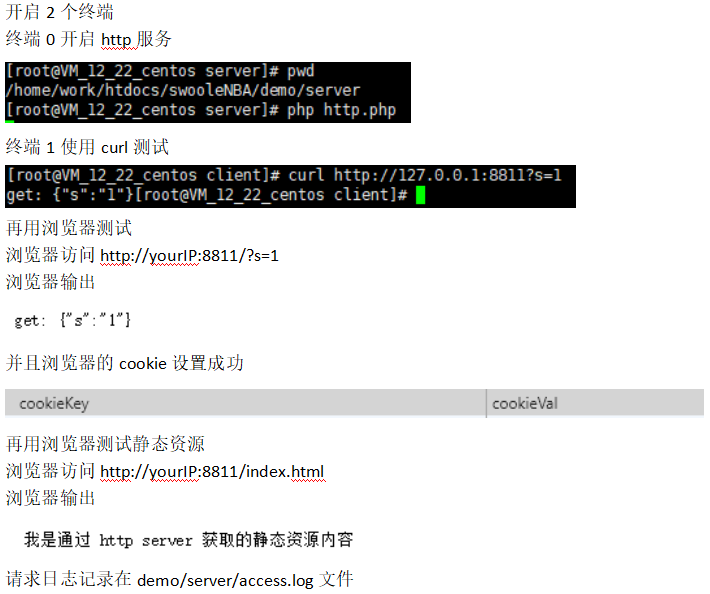 开启 2 个终端
终端 0 开启 http 服务
[root@VM_12_22_centos server]# pwd
/home/work/htdocs/swooleNBA/demo/server
[root@VM_12_22_centos server]# php http.php
终端 1 使用 curl 测试
[root@VM_12_22_centos client]# curl http://127.0.0.1:8811?s=1
get: {"s":"1"}[root@VM_12_22_centos client]#
再用浏览器测试
浏览器访问 http://yourIP:8811/?s=1
浏览器输出
get: {"s":"1"}
并且浏览器的 cookie 设置成功
cookieKey cookieVal
再用浏览器测试静态资源
浏览器访问 http://yourIP:8811/index.html
浏览器输出
我是通过 http server 获取的静态资源内容
请求日志记录在 demo/server/access.log 文件